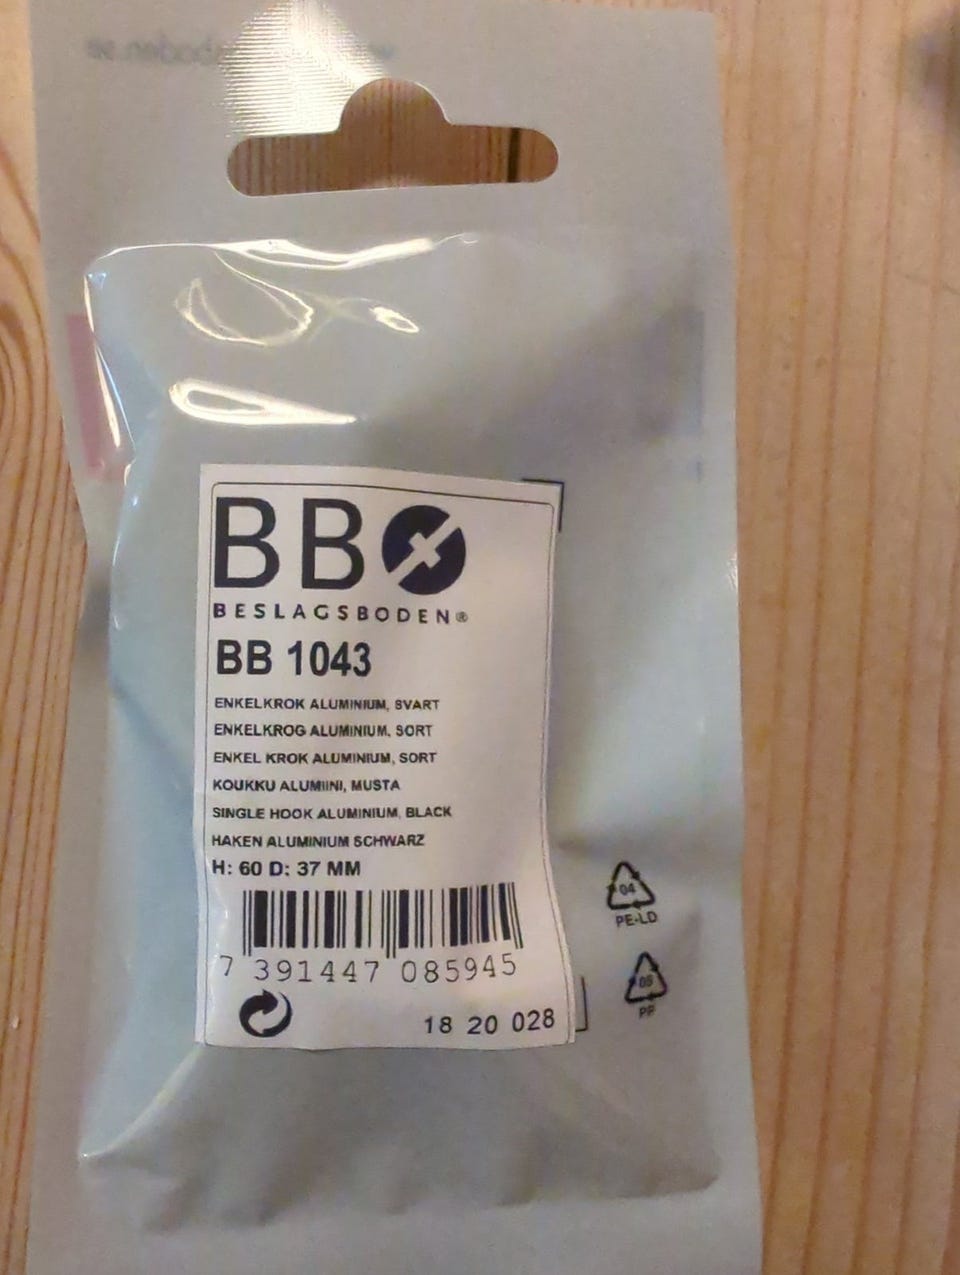 BB
BESLAGSBODEN®
BB 1043
ENKELKROK ALUMINIUM, SVART
ENKELKROG ALUMINIUM, SORT
ENKEL KROK ALUMINIUM, SORT
KOUKKU ALUMIINI, MUSTA
SINGLE HOOK ALUMINIUM, BLACK
HAKEN ALUMINIUM SCHWARZ
H: 60 D: 37 MM
7 391447 085945
18 20 028
04
PE-LD
05
PP